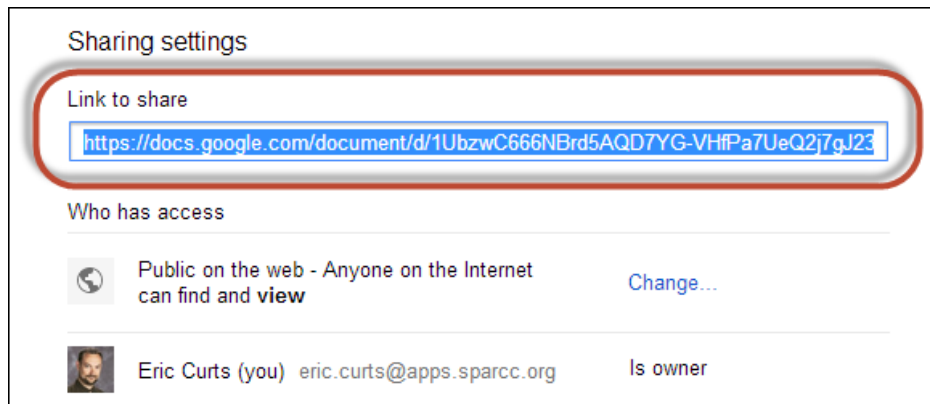 Sharing settings
Link to share
https://docs.google.com/document/d/1UbzwC666NBrd5AQD7YG-VHfPa7UeQ2j7gJ23
Who has access
Public on the web - Anyone on the Internet
can find and view
Change...
Eric Curts (you) eric.curts@apps.sparcc.org
Is owner